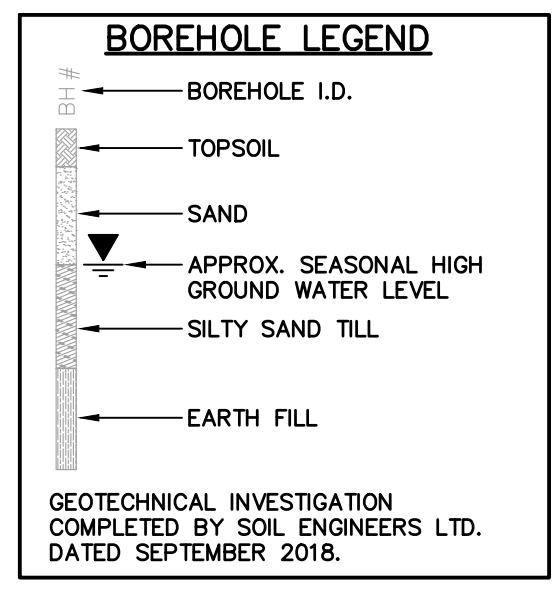 BOREHOLE LEGEND
BH #
BOREHOLE I.D.
TOPSOIL
SAND
APPROX. SEASONAL HIGH
GROUND WATER LEVEL
SILTY SAND TILL
EARTH FILL
GEOTECHNICAL INVESTIGATION
COMPLETED BY SOIL ENGINEERS LTD.
DATED SEPTEMBER 2018.